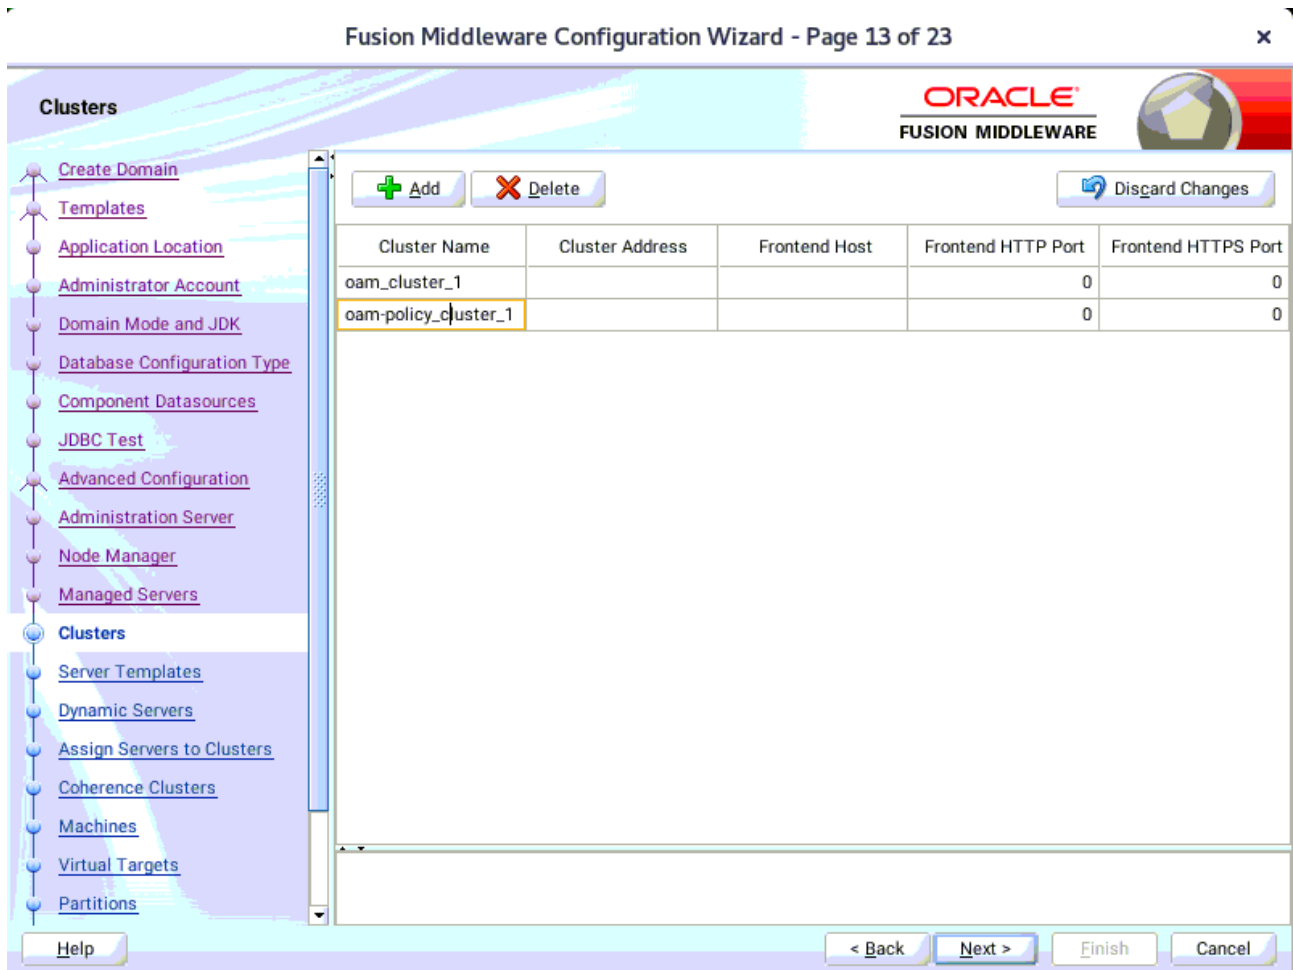 Fusion Middleware Configuration Wizard - Page 13 of 23
Clusters
ORACLE
FUSION MIDDLEWARE
Create Domain
Templates
Application Location
Administrator Account
Domain Mode and JDK
Database Configuration Type
Component Datasources
JDBC Test
Advanced Configuration
Administration Server
Node Manager
Managed Servers
Clusters
Server Templates
Dynamic Servers
Assign Servers to Clusters
Coherence Clusters
Machines
Virtual Targets
Partitions
Add Delete Discard Changes
Cluster Name Cluster Address Frontend Host Frontend HTTP Port Frontend HTTPS Port
oam_cluster_1 0 0
oam-policy_cluster_1 0 0
Help < Back Next > Finish Cancel